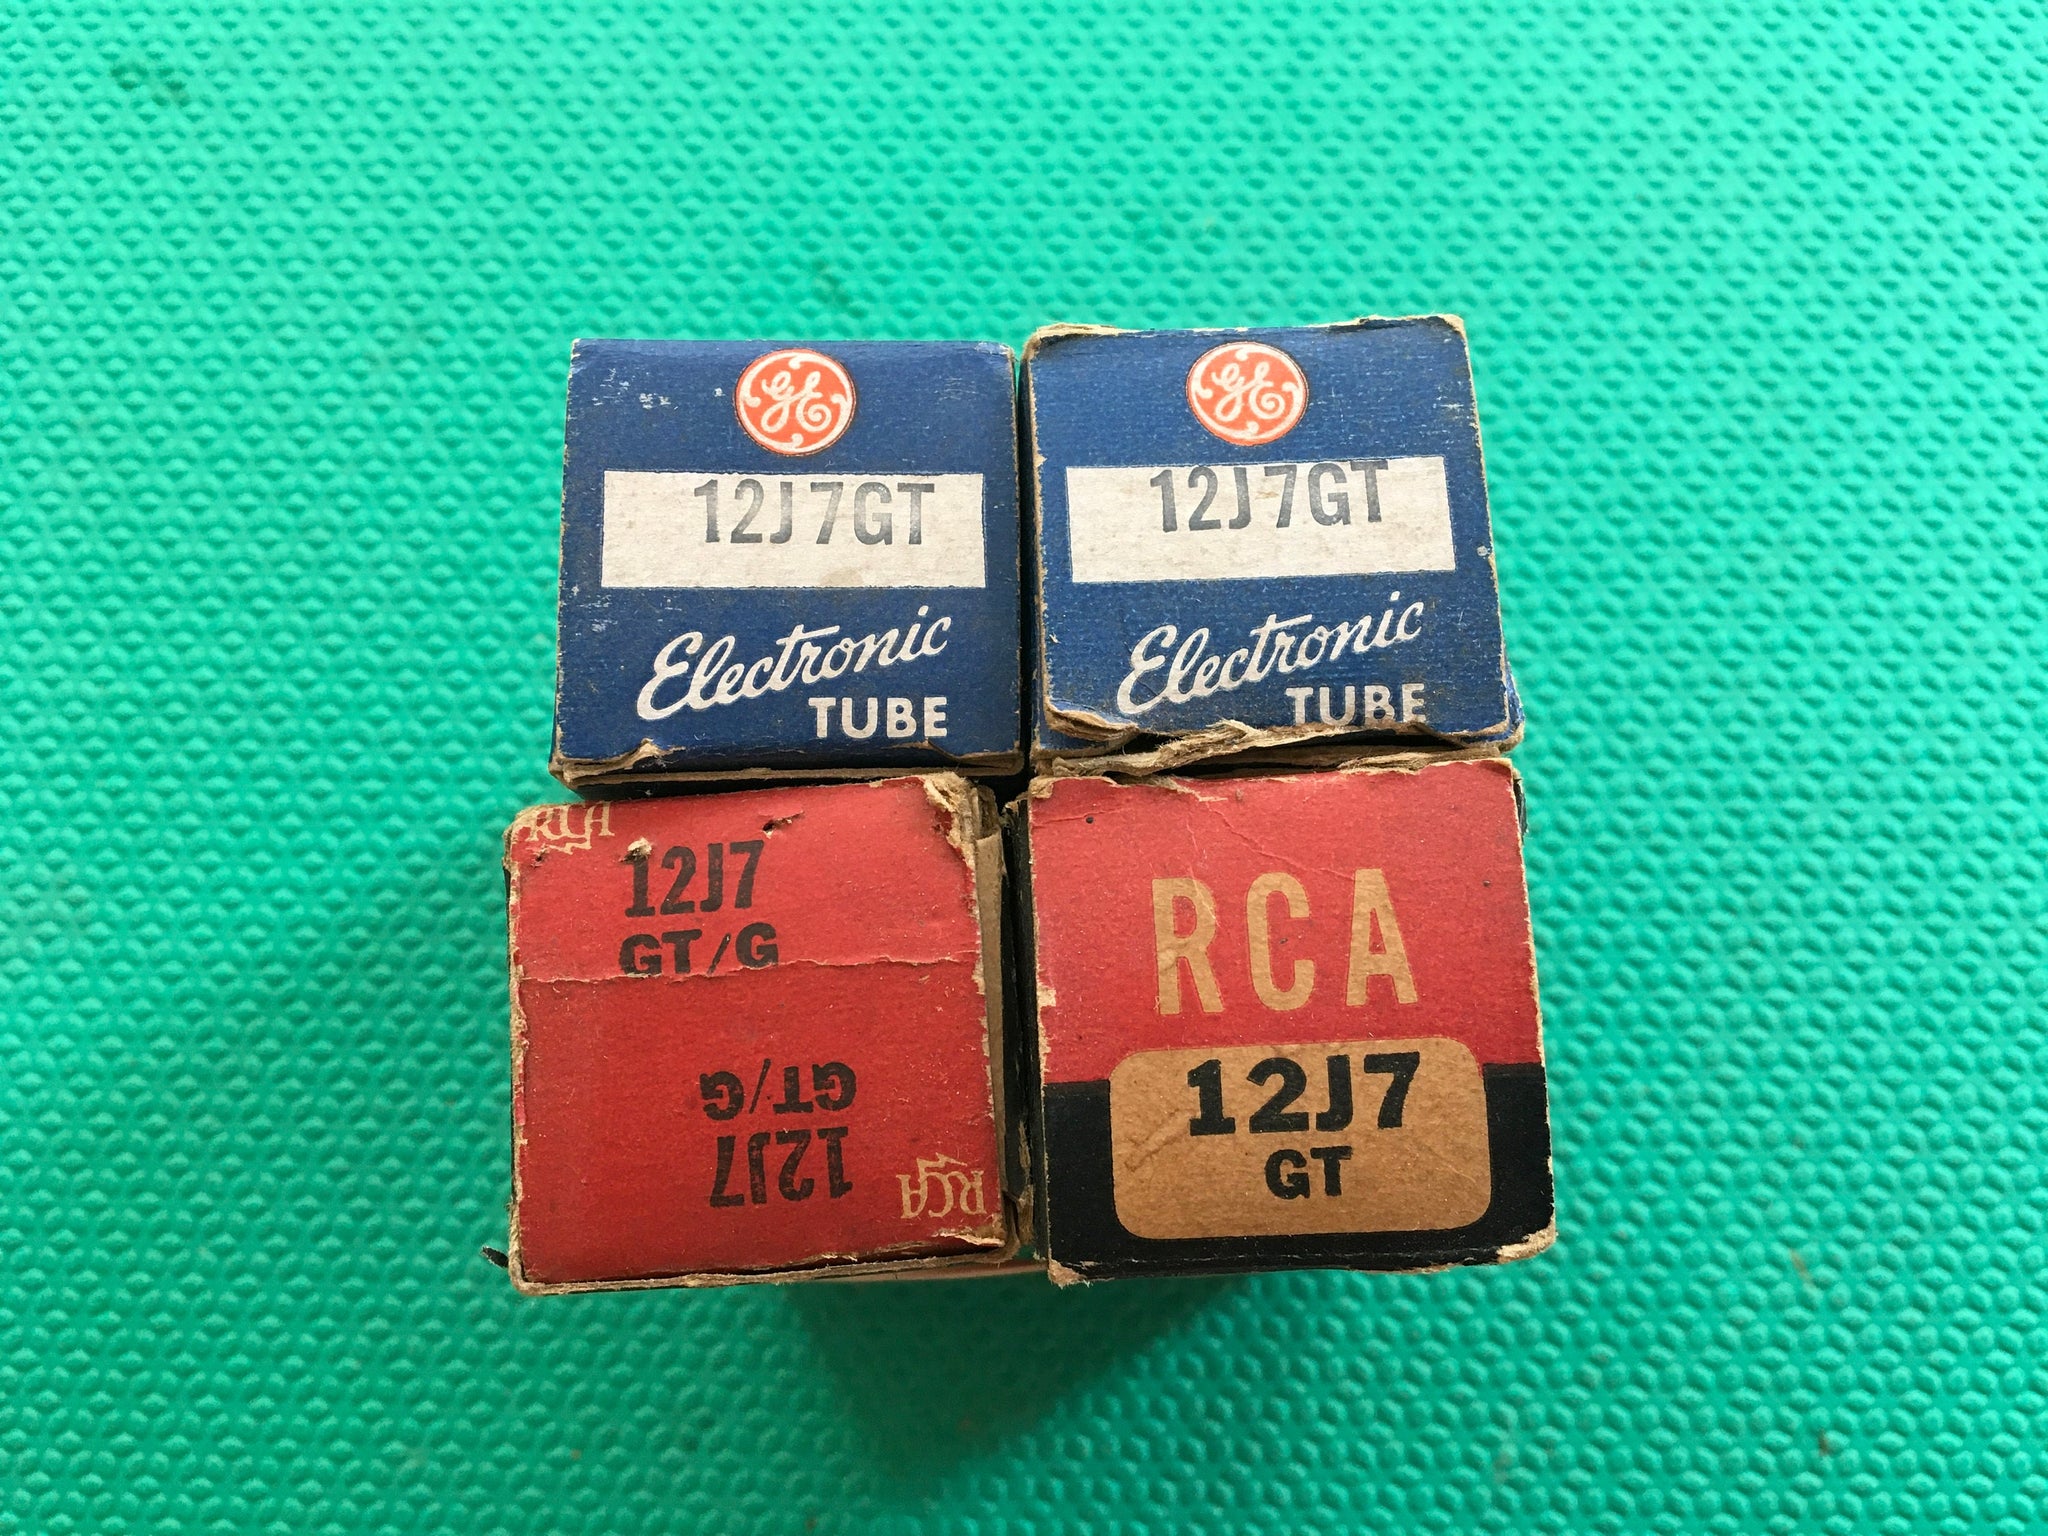 GE
12J7GT
Electronic
TUBE
GE
12J7GT
Electronic
TUBE
RCA
12J7
GT/G
GT/G
12J7
RCA
RCA
12J7
GT